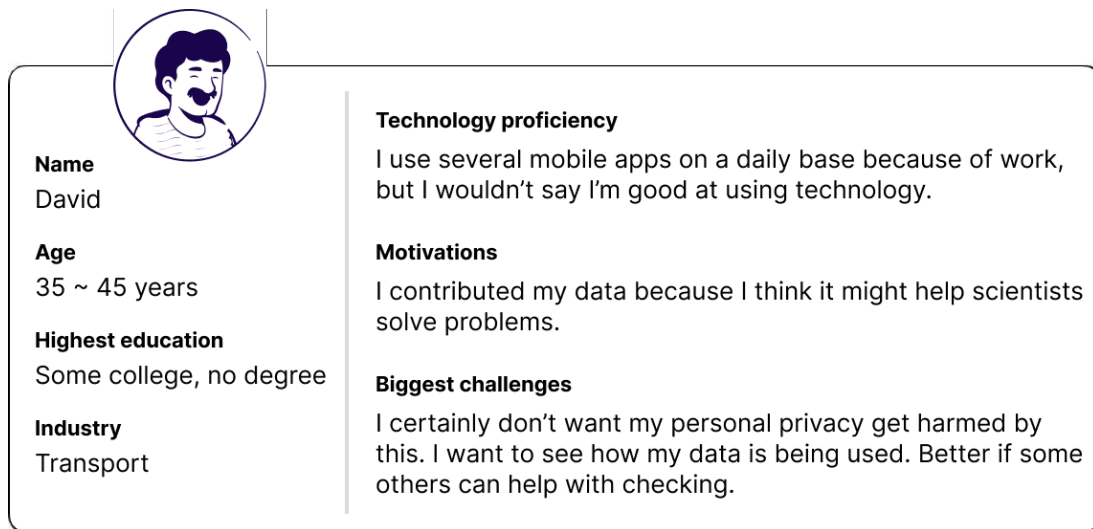 Name
David
Age
35 ~ 45 years
Highest education
Some college, no degree
Industry
Transport
Technology proficiency
I use several mobile apps on a daily base because of work,
but I wouldn’t say I’m good at using technology.
Motivations
I contributed my data because I think it might help scientists
solve problems.
Biggest challenges
I certainly don’t want my personal privacy get harmed by
this. I want to see how my data is being used. Better if some
others can help with checking.